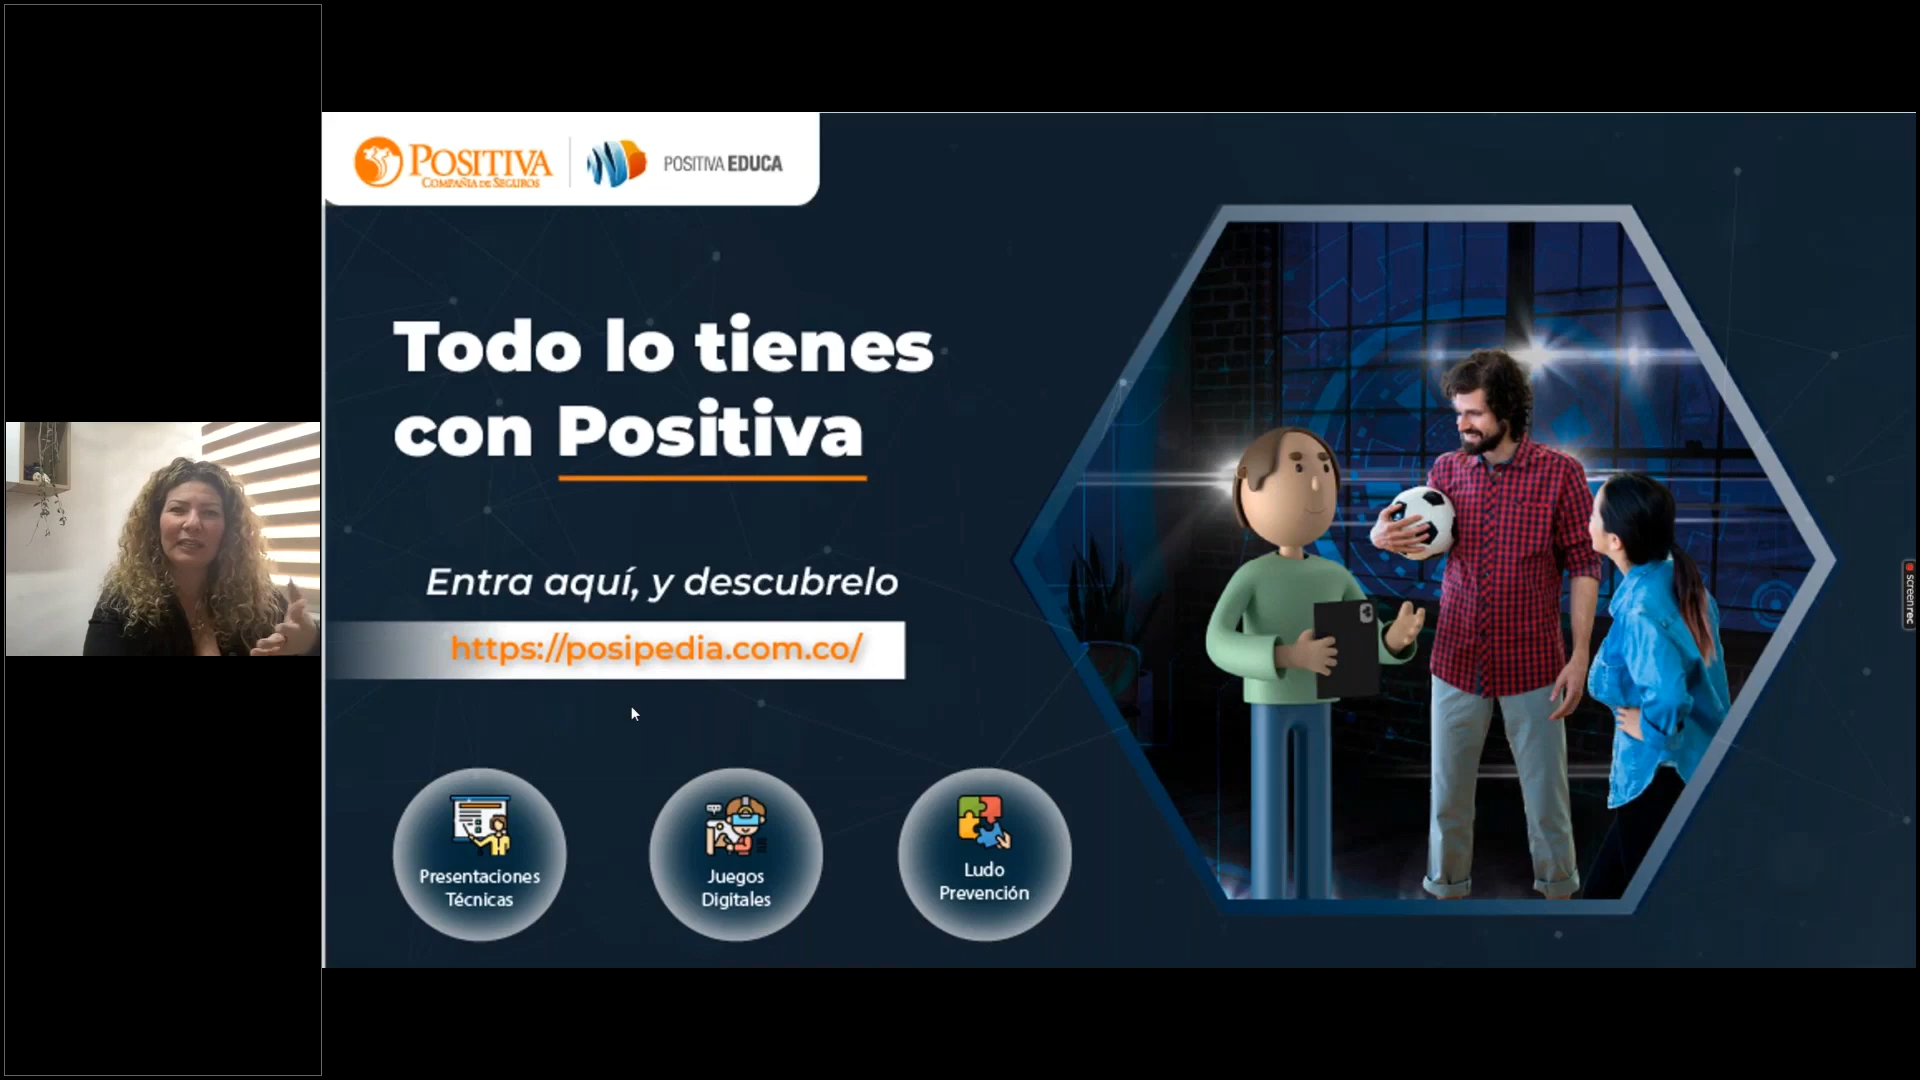 POSITIVA
COMPAÑÍA DE SEGUROS
POSITIVA EDUCA
Todo lo tienes
con Positiva
Entra aquí, y descubrelo
https://posipedia.com.co/
Presentaciones
Técnicas
Juegos
Digitales
Ludo
Prevención
screenrec